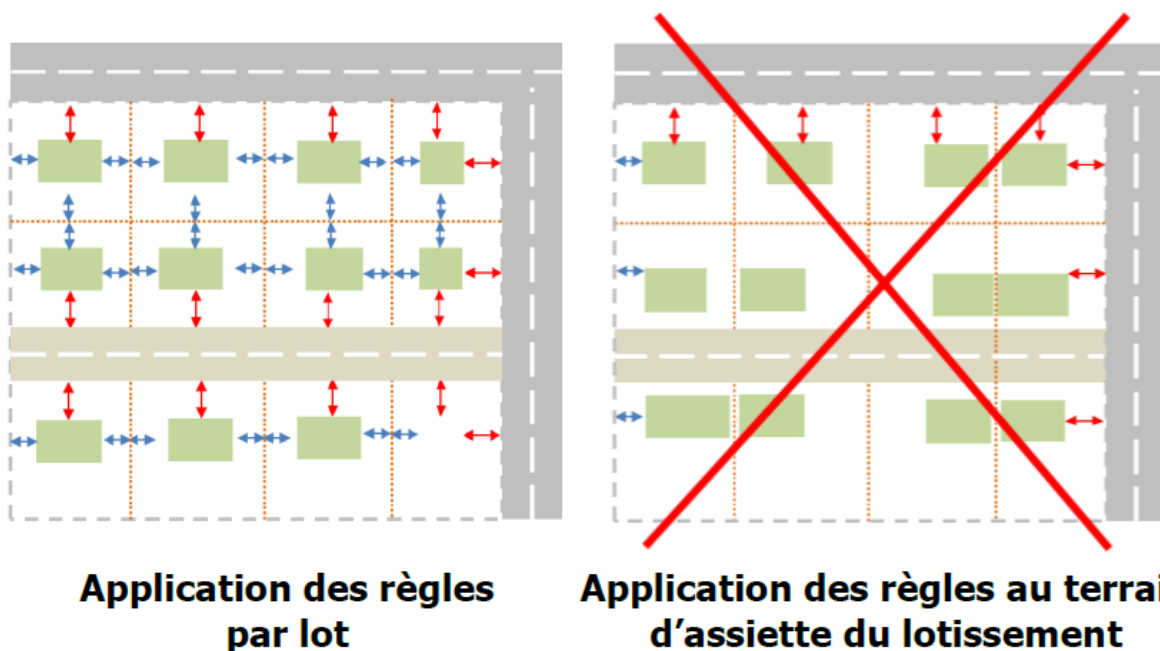 Application des règles
par lot
Application des règles au terrai
d'assiette du lotissement